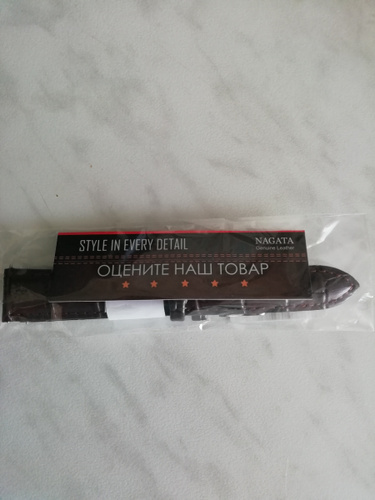 STYLE IN EVERY DETAIL
NAGATA
Genuine Leather
ОЦЕНИТЕ НАШ ТОВАР